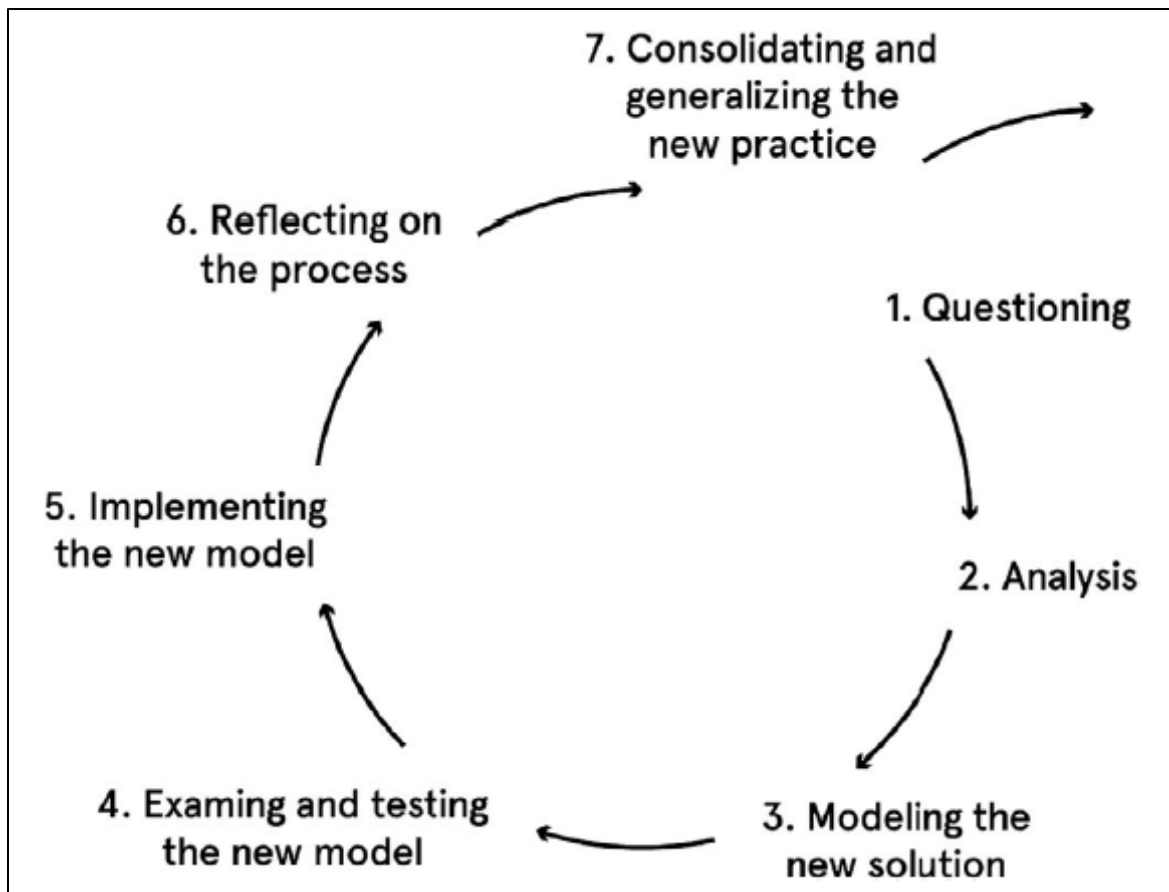 7. Consolidating and
generalizing the
new practice
6. Reflecting on
the process
1. Questioning
5. Implementing
the new model
2. Analysis
4. Examing and testing
the new model
3. Modeling the
new solution